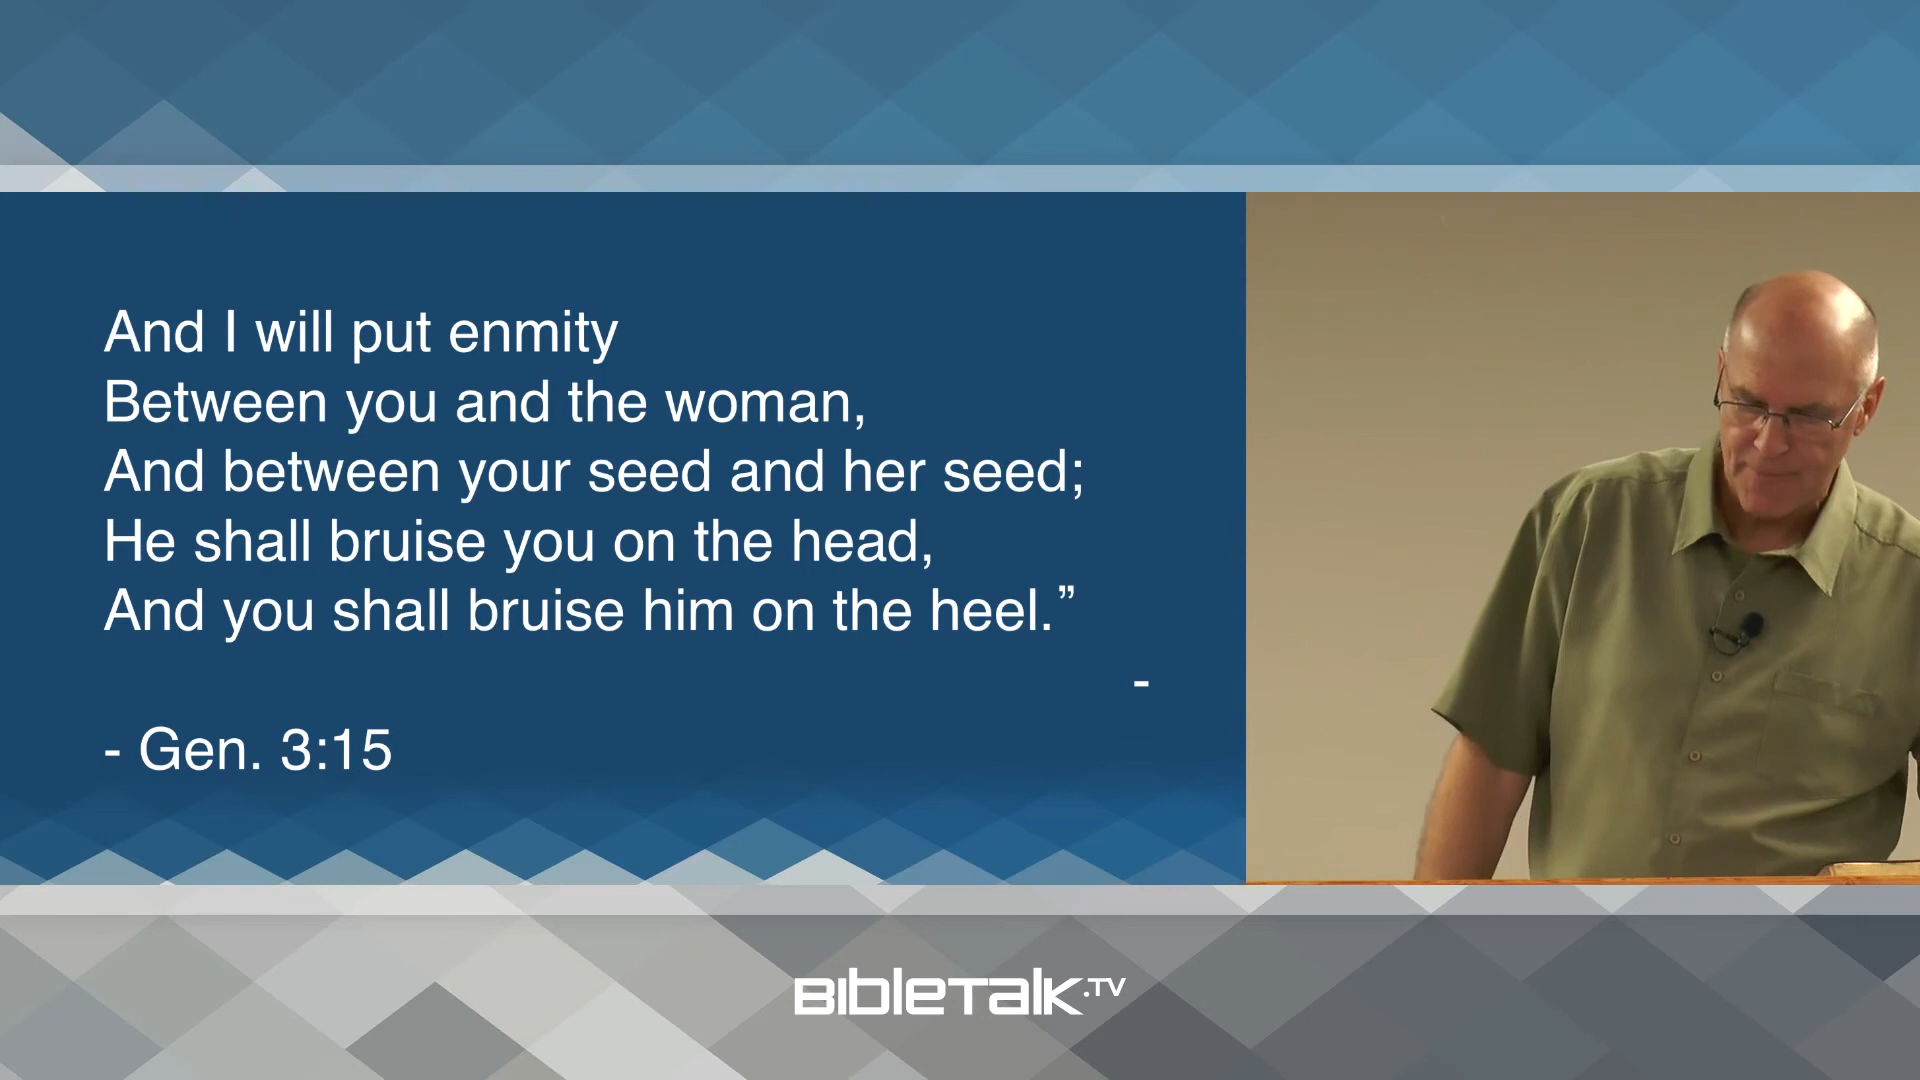 And I will put enmity
Between you and the woman,
And between your seed and her seed;
He shall bruise you on the head,
And you shall bruise him on the heel.”
-
- Gen. 3:15
BIBLETALK.TV